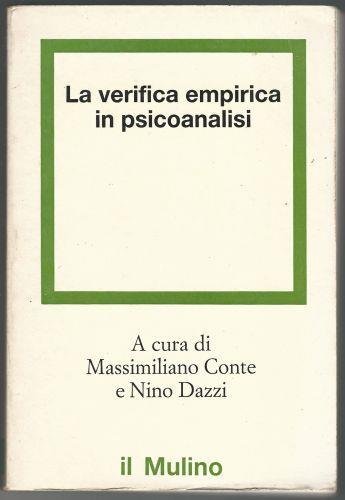 La verifica empirica
in psicoanalisi
A cura di
Massimiliano Conte
e Nino Dazzi
il Mulino